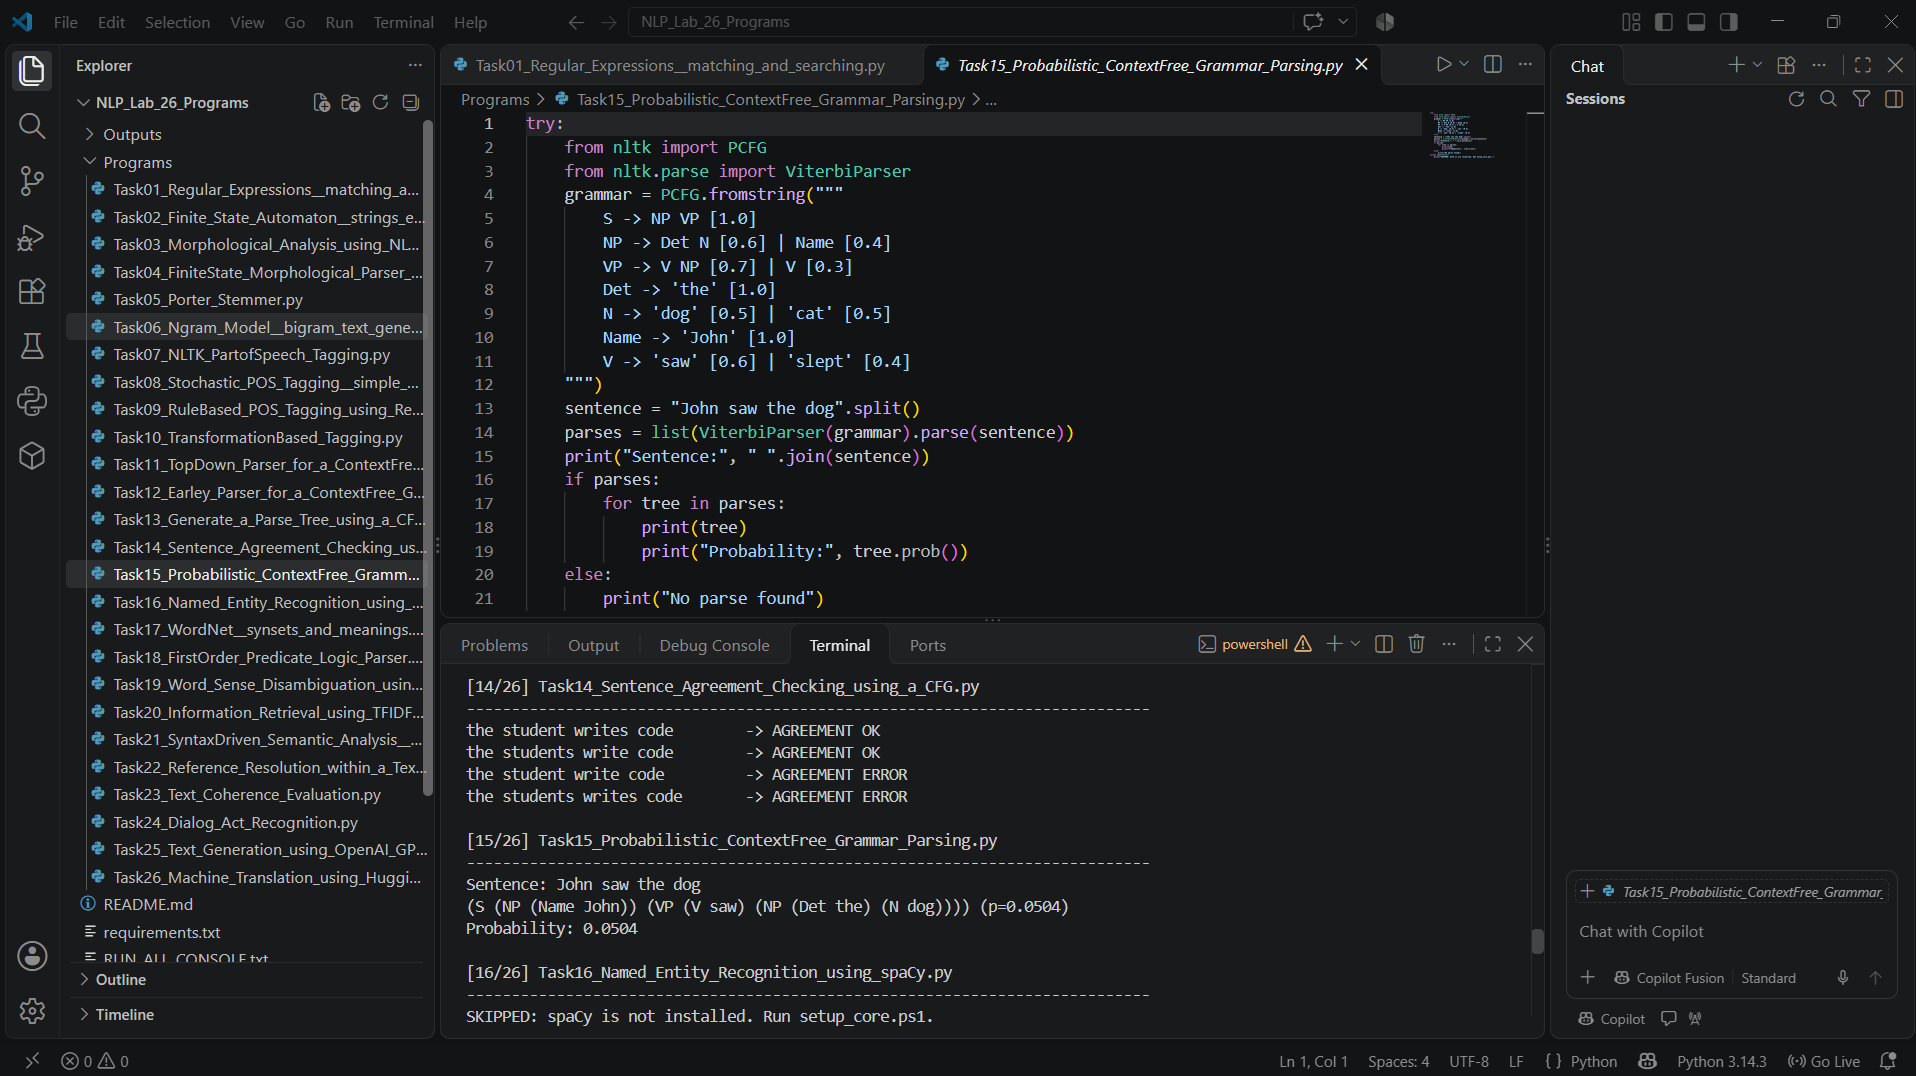 File Edit Selection View Go Run Terminal Help
NLP_Lab_26_Programs
Explorer
NLP_Lab_26_Programs
Outputs
Programs
Task01_Regular_Expressions__matching_a...
Task02_Finite_State_Automaton__strings_e...
Task03_Morphological_Analysis_using_NL...
Task04_FiniteState_Morphological_Parser_...
Task05_Porter_Stemmer.py
Task06_Ngram_Model__bigram_text_gene...
Task07_NLTK_PartofSpeech_Tagging.py
Task08_Stochastic_POS_Tagging__simple_...
Task09_RuleBased_POS_Tagging_using_Re...
Task10_TransformationBased_Tagging.py
Task11_TopDown_Parser_for_a_ContextFre...
Task12_Earley_Parser_for_a_ContextFree_G...
Task13_Generate_a_Parse_Tree_using_a_CF...
Task14_Sentence_Agreement_Checking_us...
Task15_Probabilistic_ContextFree_Gramm...
Task16_Named_Entity_Recognition_using_...
Task17_WordNet__synsets_and_meanings....
Task18_FirstOrder_Predicate_Logic_Parser....
Task19_Word_Sense_Disambiguation_usin...
Task20_Information_Retrieval_using_TFIDF...
Task21_SyntaxDriven_Semantic_Analysis__...
Task22_Reference_Resolution_within_a_Tex...
Task23_Text_Coherence_Evaluation.py
Task24_Dialog_Act_Recognition.py
Task25_Text_Generation_using_OpenAI_GP...
Task26_Machine_Translation_using_Huggi...
README.md
requirements.txt
RUN_ALL_CONSOLE.txt
Outline
Timeline
Task01_Regular_Expressions__matching_and_searching.py
Task15_Probabilistic_ContextFree_Grammar_Parsing.py
Programs > Task15_Probabilistic_ContextFree_Grammar_Parsing.py > ...
1 try:
2     from nltk import PCFG
3     from nltk.parse import ViterbiParser
4     grammar = PCFG.fromstring("""
5         S -> NP VP [1.0]
6         NP -> Det N [0.6] | Name [0.4]
7         VP -> V NP [0.7] | V [0.3]
8         Det -> 'the' [1.0]
9         N -> 'dog' [0.5] | 'cat' [0.5]
10         Name -> 'John' [1.0]
11         V -> 'saw' [0.6] | 'slept' [0.4]
12     """)
13     sentence = "John saw the dog".split()
14     parses = list(ViterbiParser(grammar).parse(sentence))
15     print("Sentence:", " ".join(sentence))
16     if parses:
17         for tree in parses:
18             print(tree)
19             print("Probability:", tree.prob())
20     else:
21         print("No parse found")
Problems Output Debug Console Terminal Ports
powershell
[14/26] Task14_Sentence_Agreement_Checking_using_a_CFG.py
----------------------------------------------------------------------------
the student writes code        -> AGREEMENT OK
the students write code        -> AGREEMENT OK
the student write code         -> AGREEMENT ERROR
the students writes code       -> AGREEMENT ERROR
[15/26] Task15_Probabilistic_ContextFree_Grammar_Parsing.py
----------------------------------------------------------------------------
Sentence: John saw the dog
(S (NP (Name John)) (VP (V saw) (NP (Det the) (N dog)))) (p=0.0504)
Probability: 0.0504
[16/26] Task16_Named_Entity_Recognition_using_spaCy.py
----------------------------------------------------------------------------
SKIPPED: spaCy is not installed. Run setup_core.ps1.
Chat
Sessions
Task15_Probabilistic_ContextFree_Grammar_
Chat with Copilot
Copilot Fusion Standard
Copilot
0 0
Ln 1, Col 1 Spaces: 4 UTF-8 LF {} Python Python 3.14.3 Go Live